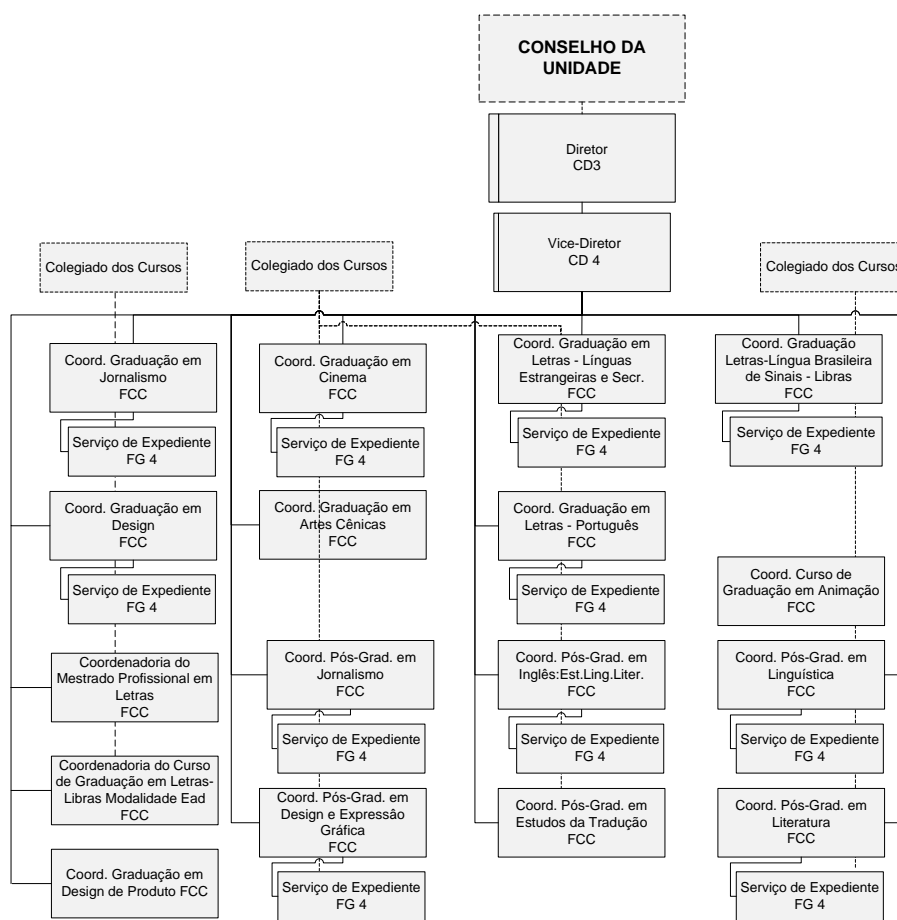 CONSELHO DA
UNIDADE
Diretor
CD3
Vice-Diretor
CD 4
Colegiado dos Cursos
Colegiado dos Cursos
Colegiado dos Cursos
Coord. Graduação em
Jornalismo
FCC
Serviço de Expediente
FG 4
Coord. Graduação em
Design
FCC
Serviço de Expediente
FG 4
Coordenadoria do
Mestrado Profissional em
Letras
FCC
Coordenadoria do Curso
de Graduação em Letras-
Libras Modalidade Ead
FCC
Coord. Graduação em
Design de Produto FCC
Coord. Graduação em
Cinema
FCC
Serviço de Expediente
FG 4
Coord. Graduação em
Artes Cênicas
FCC
Coord. Pós-Grad. em
Jornalismo
FCC
Serviço de Expediente
FG 4
Coord. Pós-Grad. em
Design e Expressão
Gráfica
FCC
Serviço de Expediente
FG 4
Coord. Graduação em
Letras - Línguas
Estrangeiras e Secr.
FCC
Serviço de Expediente
FG 4
Coord. Graduação em
Letras - Português
FCC
Serviço de Expediente
FG 4
Coord. Pós-Grad. em
Inglês:Est.Ling.Liter.
FCC
Serviço de Expediente
FG 4
Coord. Pós-Grad. em
Estudos da Tradução
FCC
Coord. Graduação
Letras-Língua Brasileira
de Sinais - Libras
FCC
Serviço de Expediente
FG 4
Coord. Curso de
Graduação em Animação
FCC
Coord. Pós-Grad. em
Linguística
FCC
Serviço de Expediente
FG 4
Coord. Pós-Grad. em
Literatura
FCC
Serviço de Expediente
FG 4